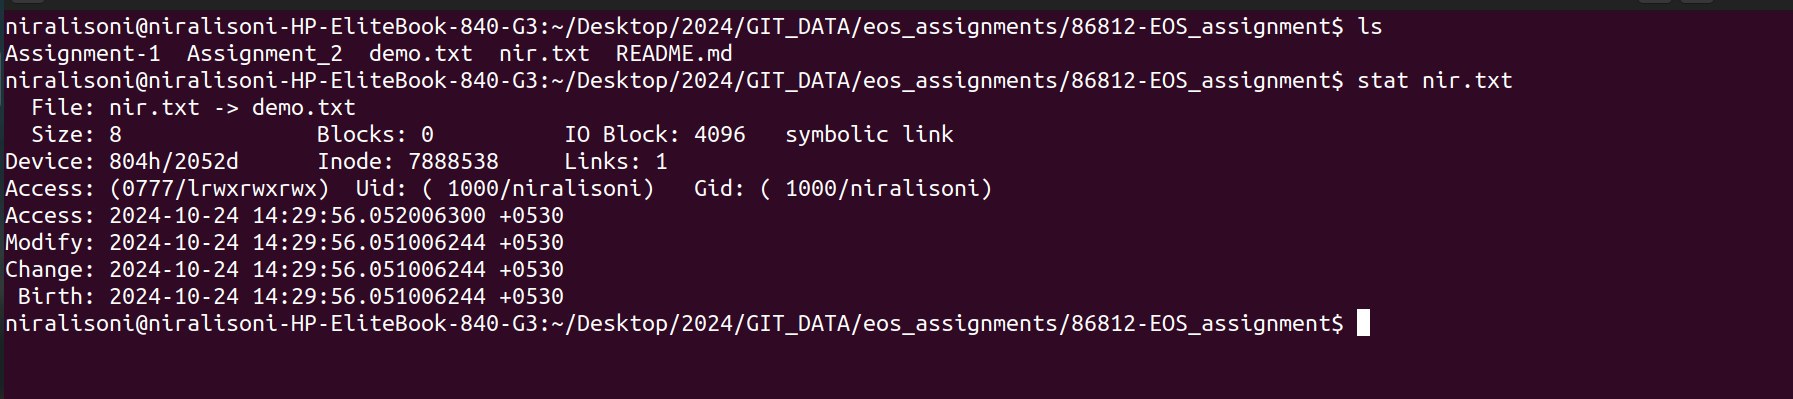 niralisoni@niralisoni-HP-EliteBook-840-G3:~/Desktop/2024/GIT_DATA/eos_assignments/86812-EOS_assignment$ ls
Assignment-1  Assignment_2  demo.txt  nir.txt  README.md
niralisoni@niralisoni-HP-EliteBook-840-G3:~/Desktop/2024/GIT_DATA/eos_assignments/86812-EOS_assignment$ stat nir.txt
  File: nir.txt -> demo.txt
  Size: 8               Blocks: 0          IO Block: 4096   symbolic link
Device: 804h/2052d      Inode: 7888538     Links: 1
Access: (0777/lrwxrwxrwx)  Uid: ( 1000/niralisoni)   Gid: ( 1000/niralisoni)
Access: 2024-10-24 14:29:56.052006300 +0530
Modify: 2024-10-24 14:29:56.051006244 +0530
Change: 2024-10-24 14:29:56.051006244 +0530
 Birth: 2024-10-24 14:29:56.051006244 +0530
niralisoni@niralisoni-HP-EliteBook-840-G3:~/Desktop/2024/GIT_DATA/eos_assignments/86812-EOS_assignment$